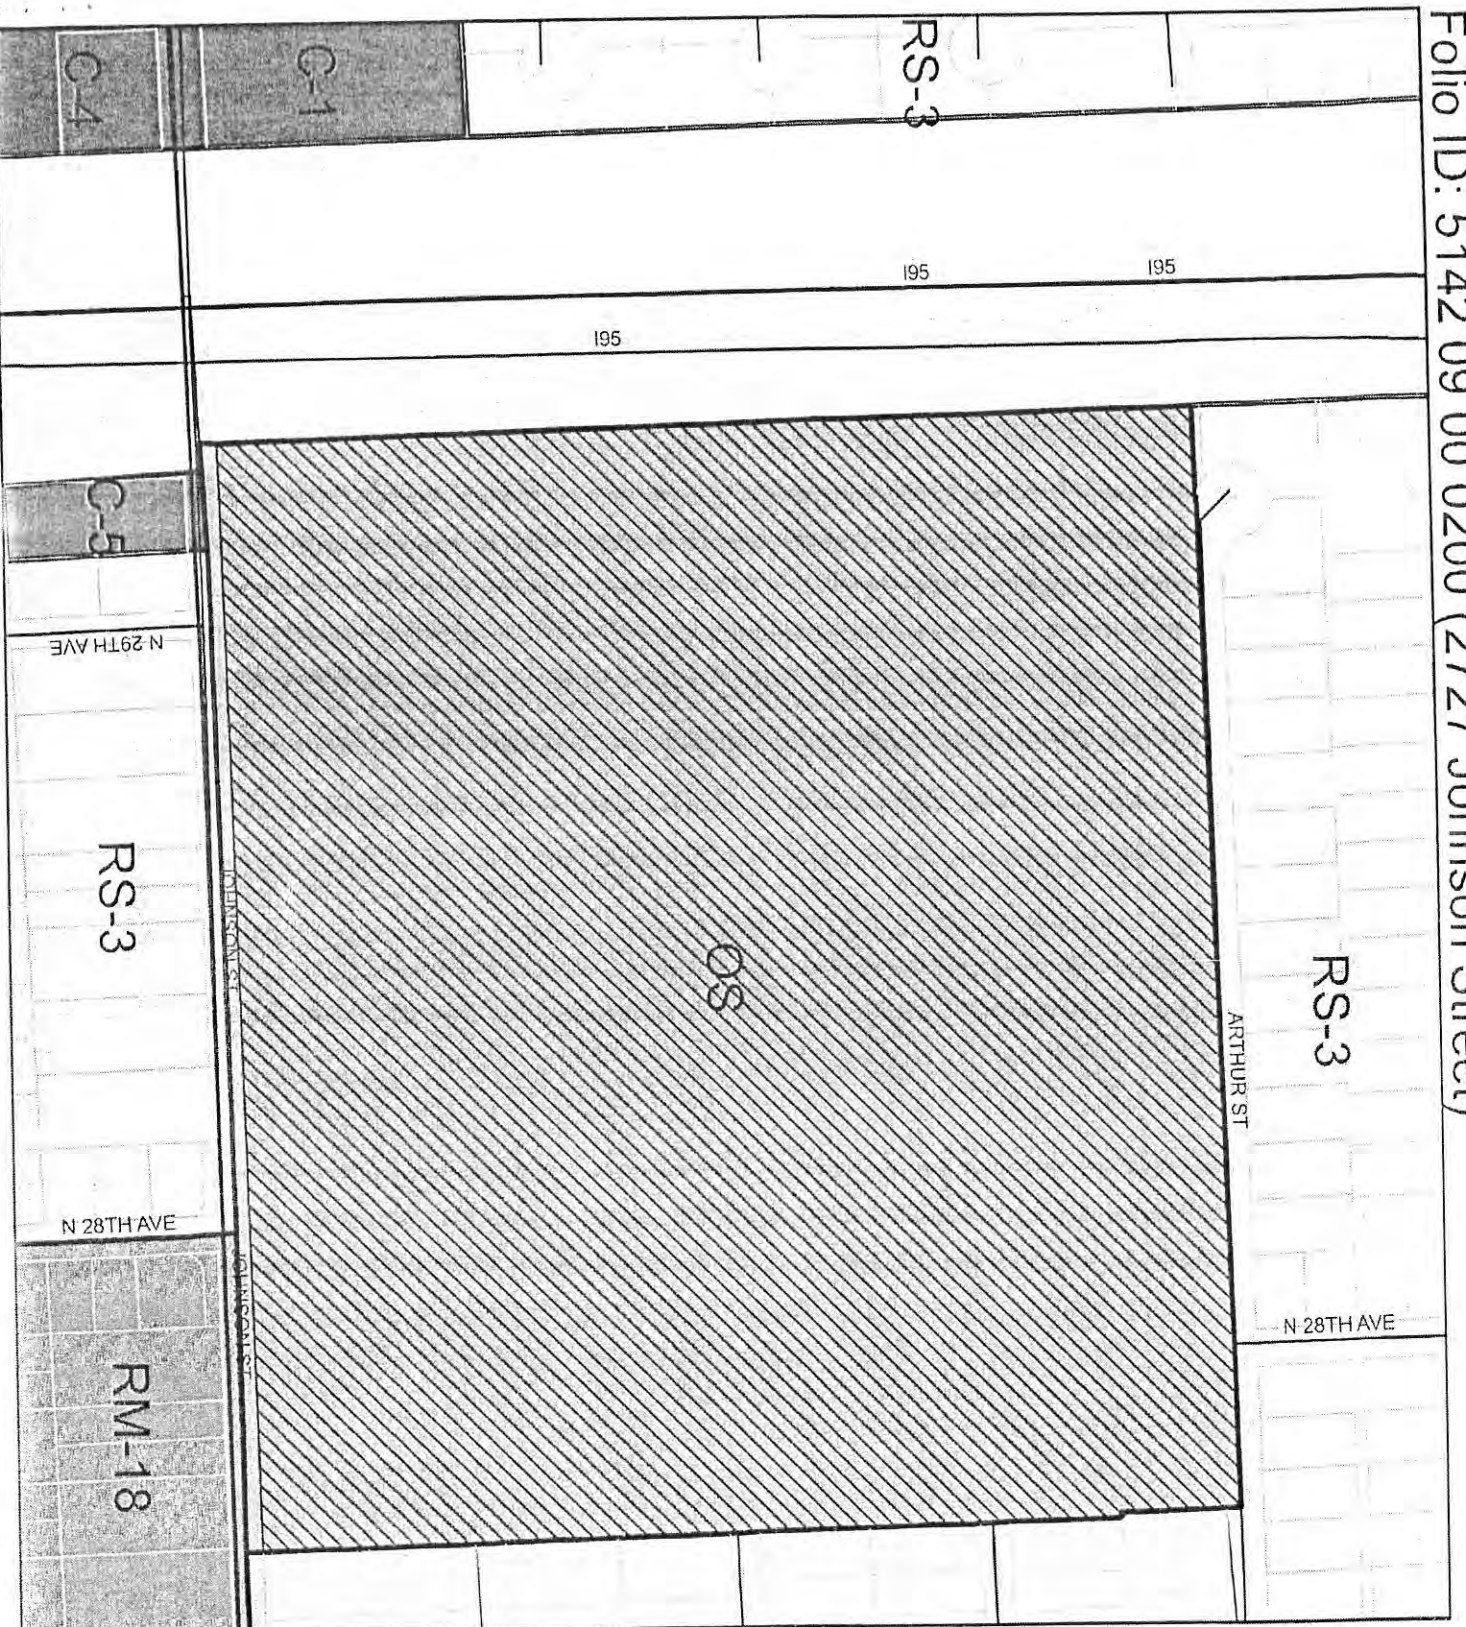 Folio ID: 5142 09 00 0200 (2727 Johnson Street)
RS-3
C-1
C-4
I95
I95
I95
C-5
N 29TH AVE
RS-3
JOHNSON ST
OS
ARTHUR ST
RS-3
N 28TH AVE
N 28TH AVE
JOHNSON ST
RM-18